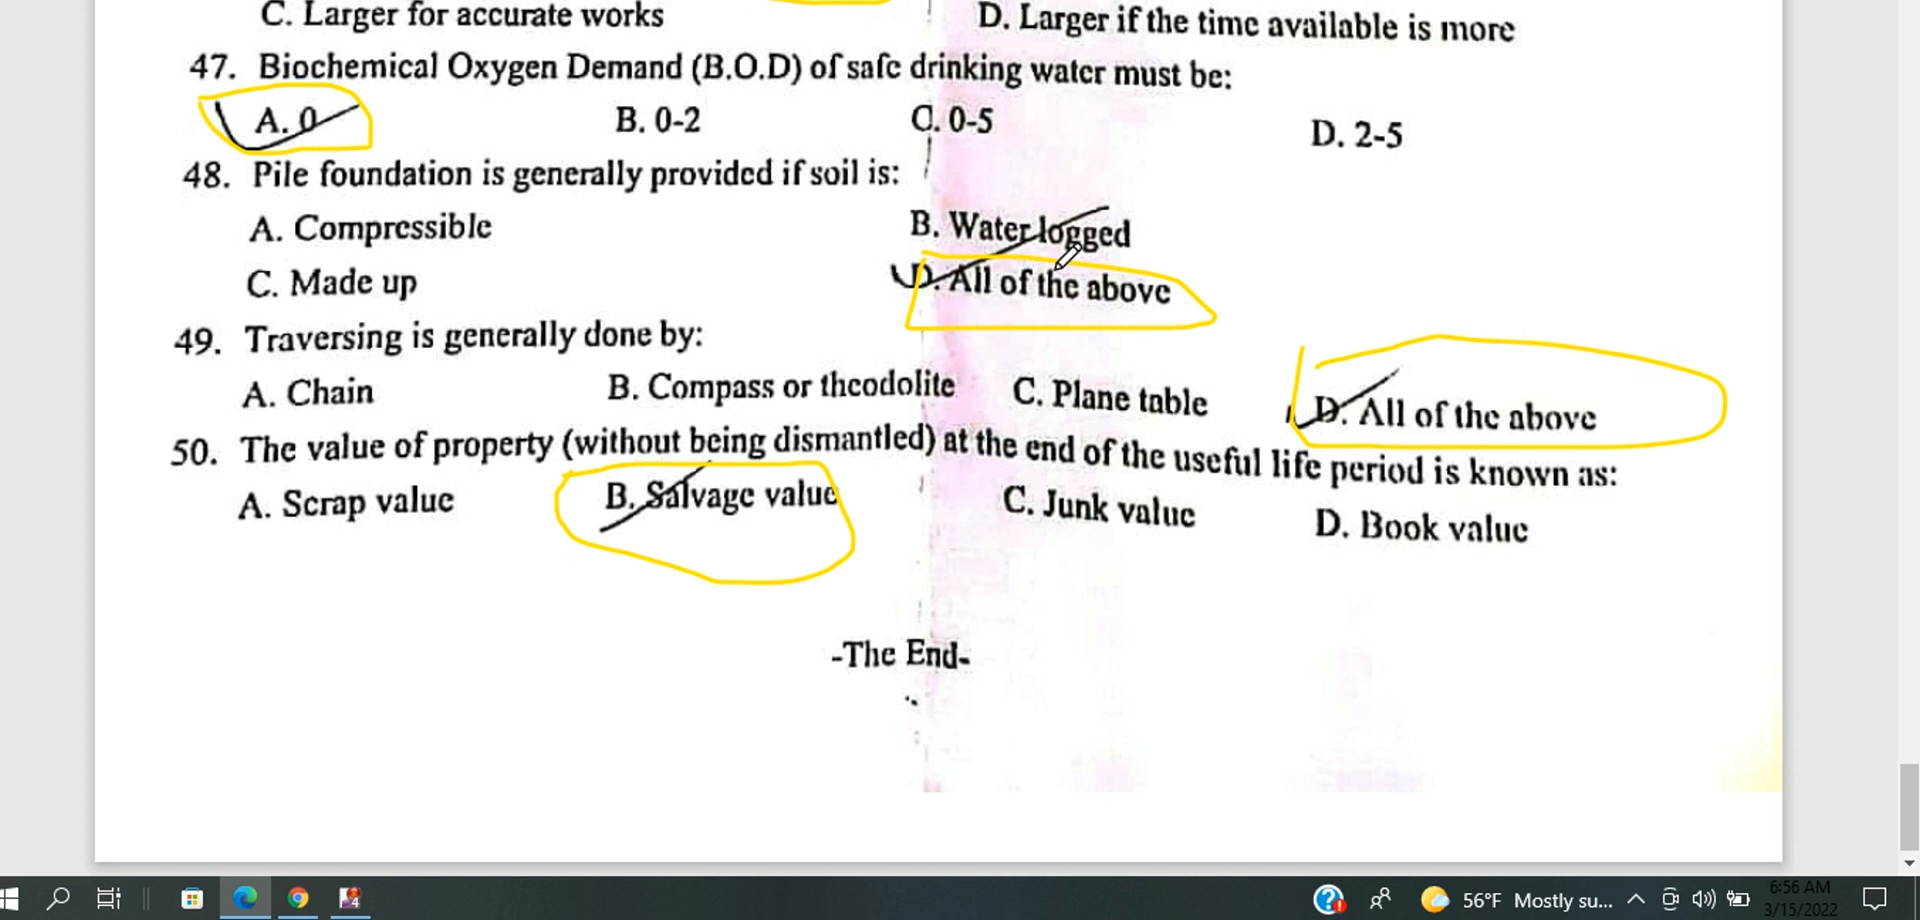 C. Larger for accurate works D. Larger if the time available is more
47. Biochemical Oxygen Demand (B.O.D) of safe drinking water must be:
A. 0 B. 0-2 C. 0-5 D. 2-5
48. Pile foundation is generally provided if soil is:
A. Compressible B. Water logged
C. Made up D. All of the above
49. Traversing is generally done by:
A. Chain B. Compass or theodolite C. Plane table D. All of the above
50. The value of property (without being dismantled) at the end of the useful life period is known as:
A. Scrap value B. Salvage value C. Junk value D. Book value
-The End-
56°F Mostly su... 6:56 AM
3/15/2022